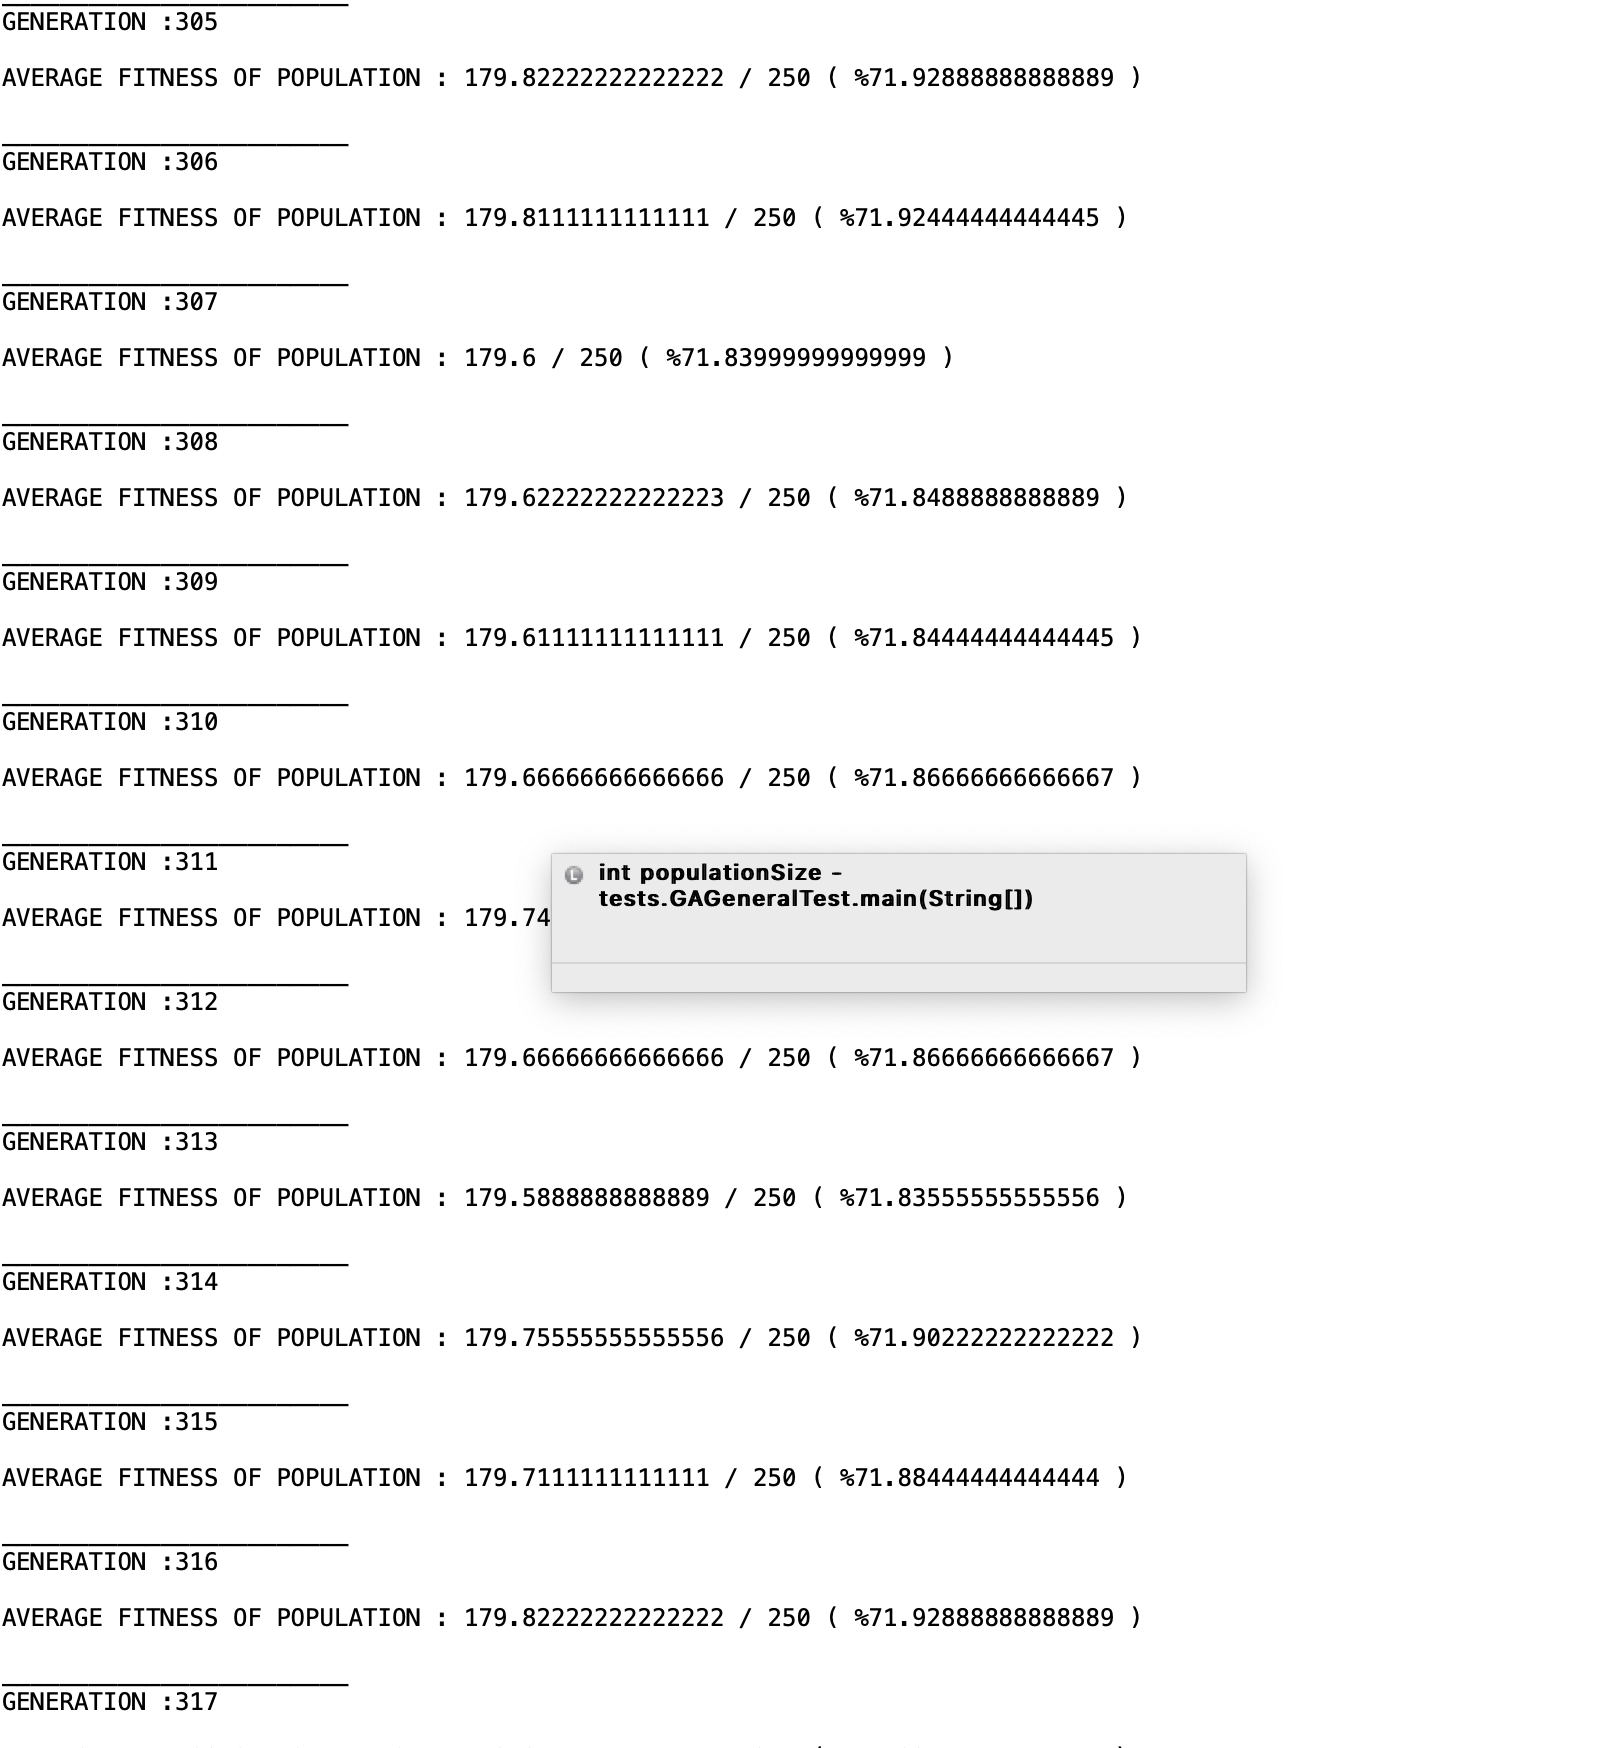 GENERATION :305
AVERAGE FITNESS OF POPULATION : 179.82222222222222 / 250 ( %71.92888888888889 )
GENERATION :306
AVERAGE FITNESS OF POPULATION : 179.8111111111111 / 250 ( %71.92444444444445 )
GENERATION :307
AVERAGE FITNESS OF POPULATION : 179.6 / 250 ( %71.83999999999999 )
GENERATION :308
AVERAGE FITNESS OF POPULATION : 179.62222222222223 / 250 ( %71.8488888888889 )
GENERATION :309
AVERAGE FITNESS OF POPULATION : 179.61111111111111 / 250 ( %71.84444444444445 )
GENERATION :310
AVERAGE FITNESS OF POPULATION : 179.66666666666666 / 250 ( %71.86666666666667 )
GENERATION :311
int populationSize –
tests.GAGeneralTest.main(String[])
AVERAGE FITNESS OF POPULATION : 179.74
GENERATION :312
AVERAGE FITNESS OF POPULATION : 179.66666666666666 / 250 ( %71.86666666666667 )
GENERATION :313
AVERAGE FITNESS OF POPULATION : 179.5888888888889 / 250 ( %71.83555555555556 )
GENERATION :314
AVERAGE FITNESS OF POPULATION : 179.75555555555556 / 250 ( %71.90222222222222 )
GENERATION :315
AVERAGE FITNESS OF POPULATION : 179.7111111111111 / 250 ( %71.88444444444444 )
GENERATION :316
AVERAGE FITNESS OF POPULATION : 179.82222222222222 / 250 ( %71.92888888888889 )
GENERATION :317